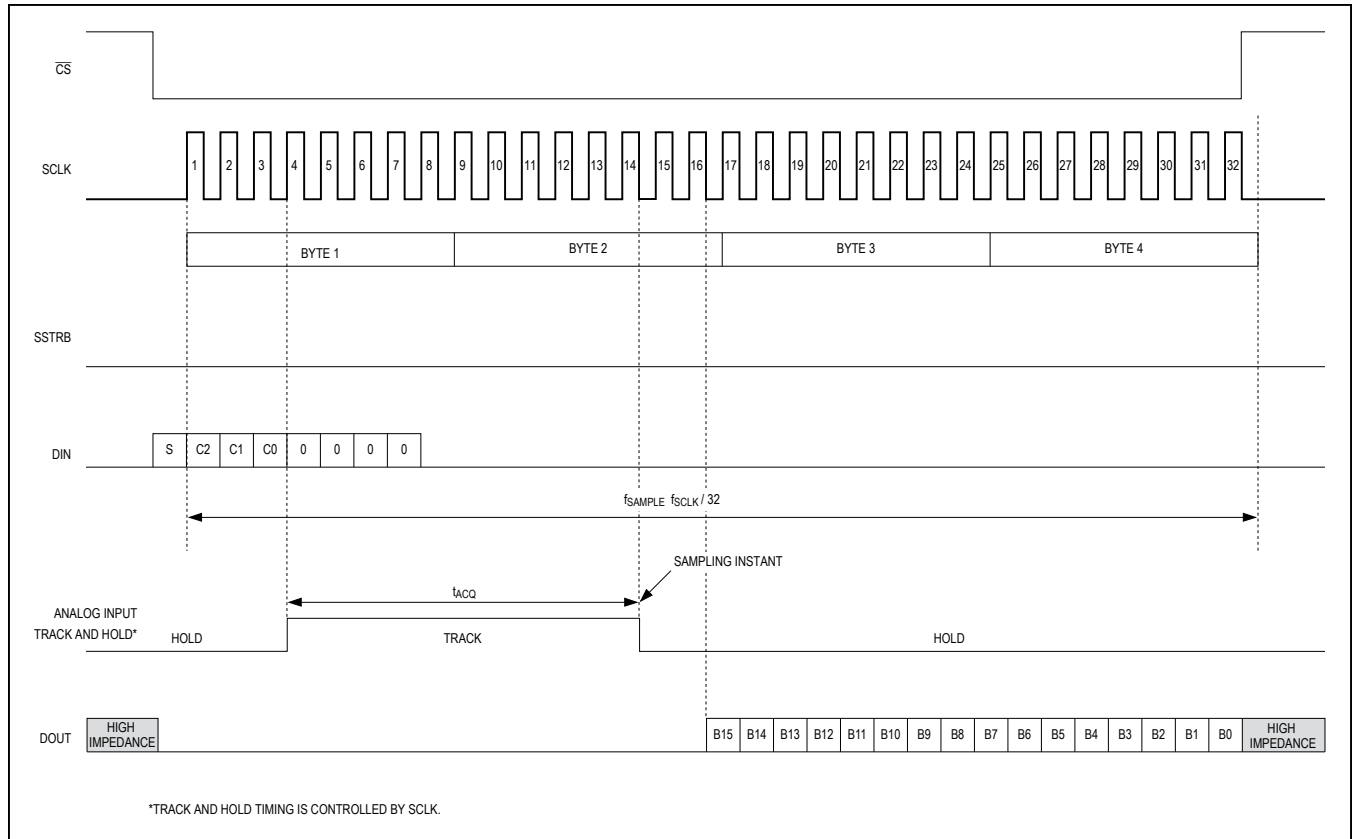 CS
SCLK
1 2 3 4 5 6 7 8 9 10 11 12 13 14 15 16 17 18 19 20 21 22 23 24 25 26 27 28 29 30 31 32
BYTE 1 BYTE 2 BYTE 3 BYTE 4
SSTRB
DIN
S C2 C1 C0 0 0 0 0
fSAMPLE fSCLK / 32
SAMPLING INSTANT
tACQ
ANALOG INPUT
TRACK AND HOLD*
HOLD TRACK HOLD
DOUT
HIGH
IMPEDANCE
B15 B14 B13 B12 B11 B10 B9 B8 B7 B6 B5 B4 B3 B2 B1 B0
HIGH
IMPEDANCE
*TRACK AND HOLD TIMING IS CONTROLLED BY SCLK.